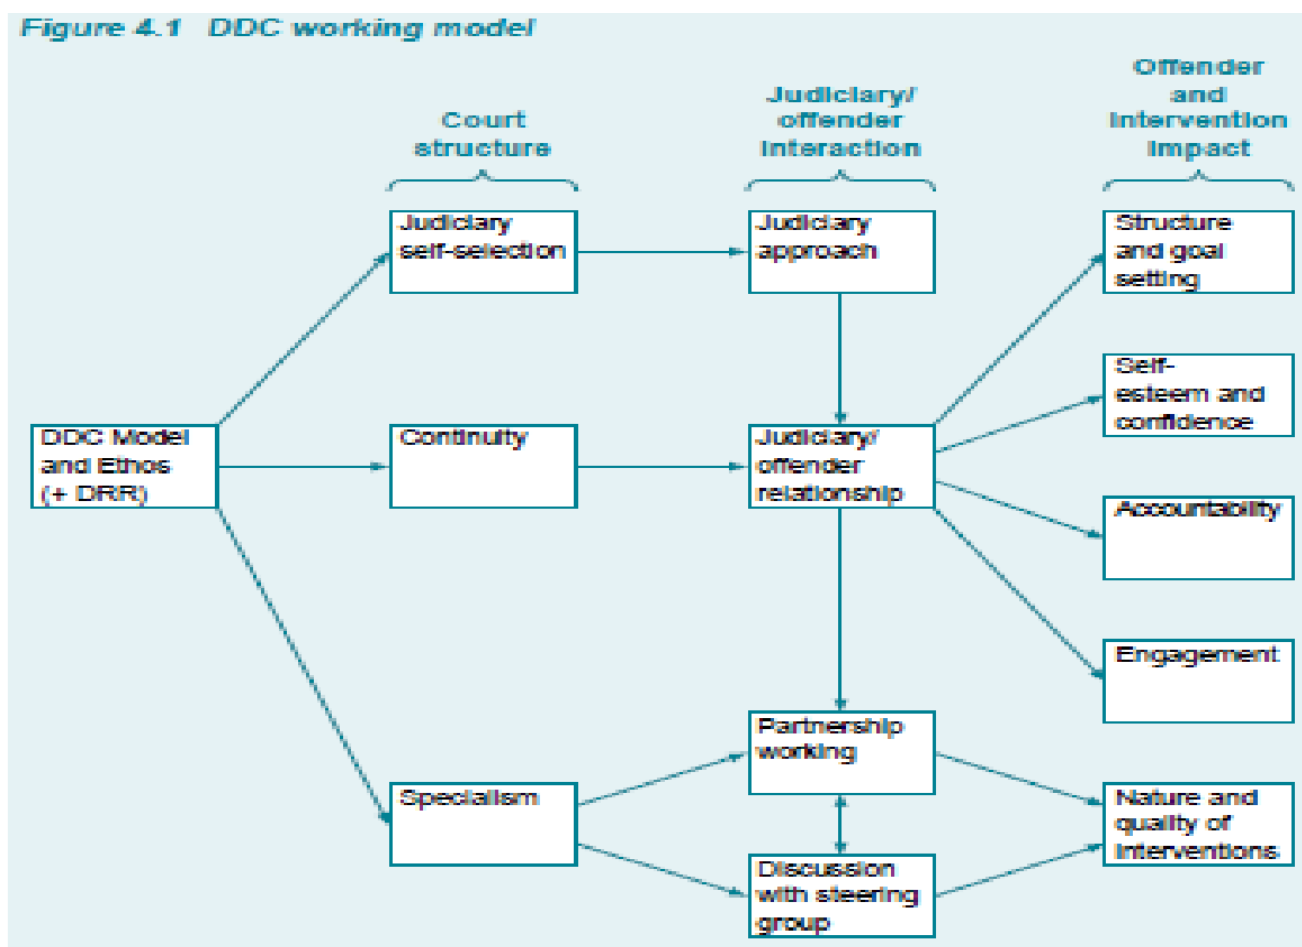 Figure 4.1 DDC working model
Court
structure
Judiciary/
offender
interaction
Offender
and
intervention
impact
Judiciary
self-selection
Judiciary
approach
Structure
and goal
setting
Self-
esteem and
confidence
DDC Model
and Ethos
(+ DRR)
Continuity
Judiciary/
offender
relationship
Accountability
Engagement
Partnership
working
Specialism
Nature and
quality of
interventions
Discussion
with steering
group